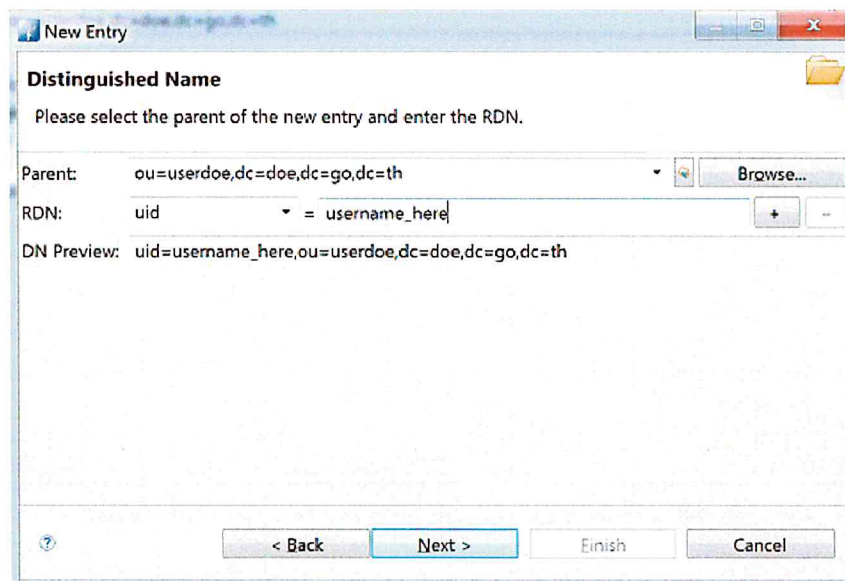 New Entry
Distinguished Name
Please select the parent of the new entry and enter the RDN.
Parent: ou=userdoe,dc=doe,dc=go,dc=th Browse...
RDN: uid = username_here + -
DN Preview: uid=username_here,ou=userdoe,dc=doe,dc=go,dc=th
? < Back Next > Finish Cancel